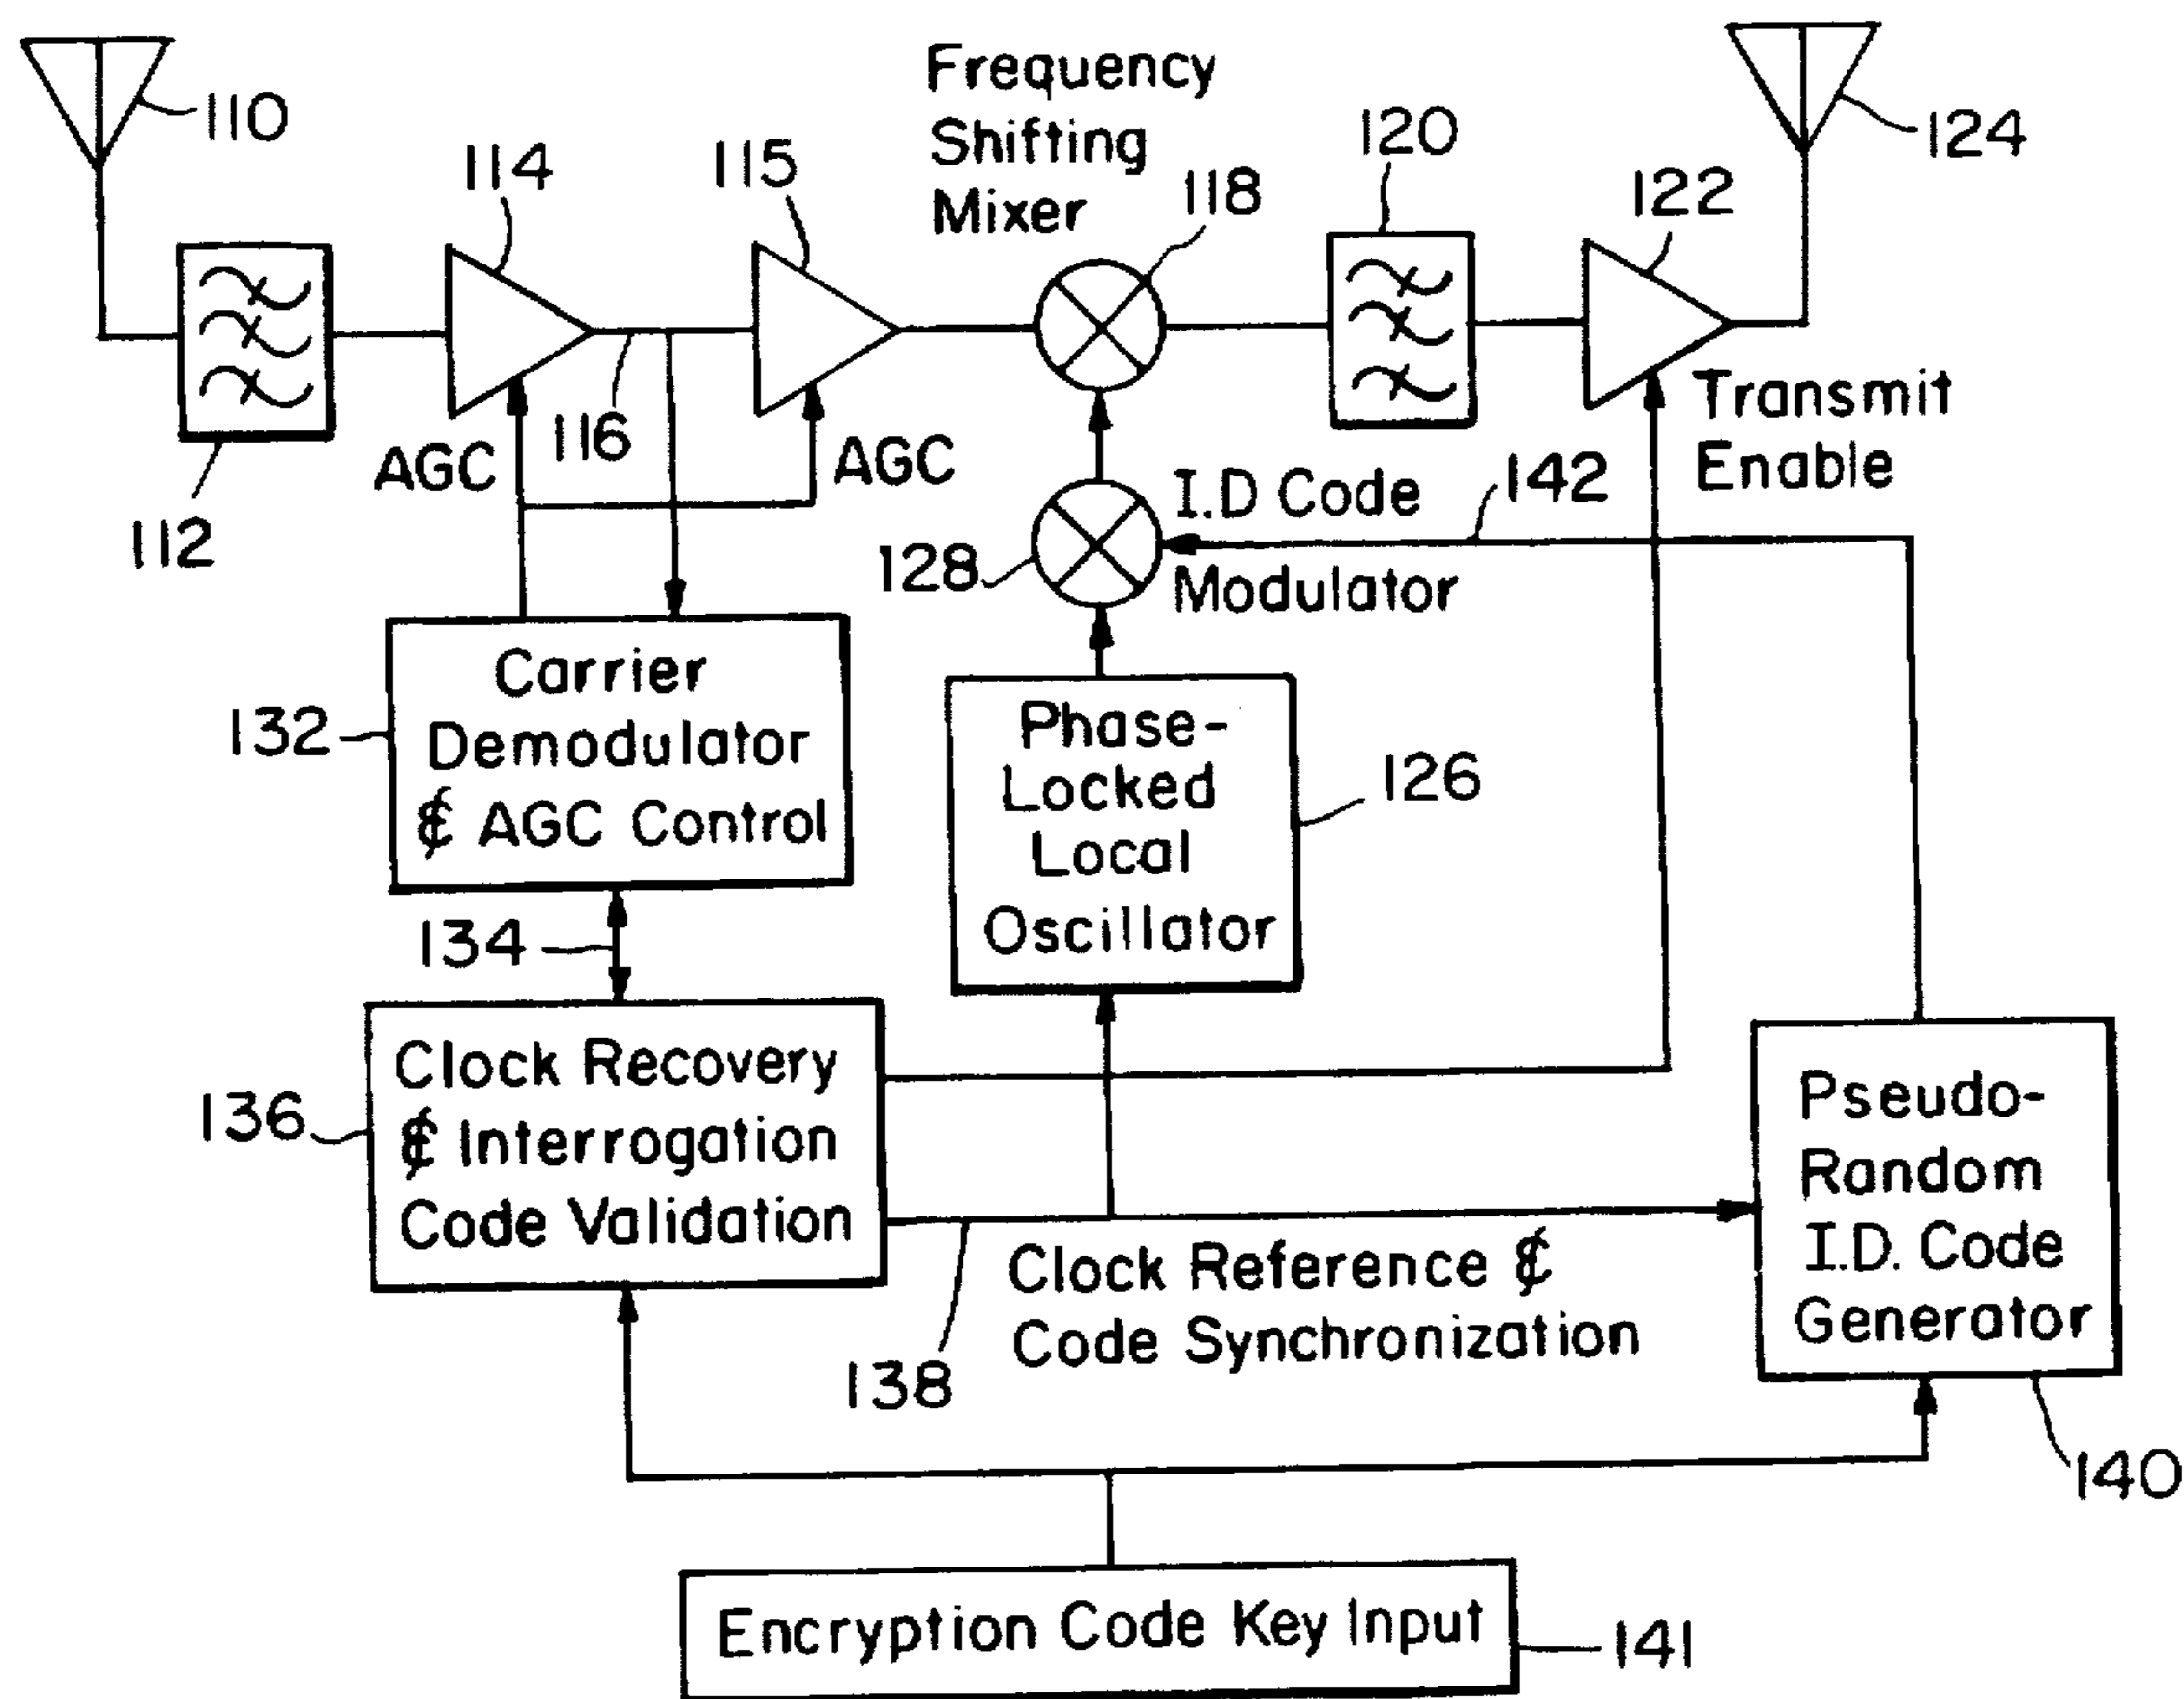 110
114
115
Frequency
Shifting
Mixer
118
120
122
124
112
AGC
116
AGC
128
I.D Code
Modulator
142
Transmit
Enable
132
Carrier
Demodulator
& AGC Control
Phase-
Locked
Local
Oscillator
126
134
136
Clock Recovery
& Interrogation
Code Validation
138
Clock Reference &
Code Synchronization
Pseudo-
Random
I.D. Code
Generator
140
Encryption Code Key Input
141